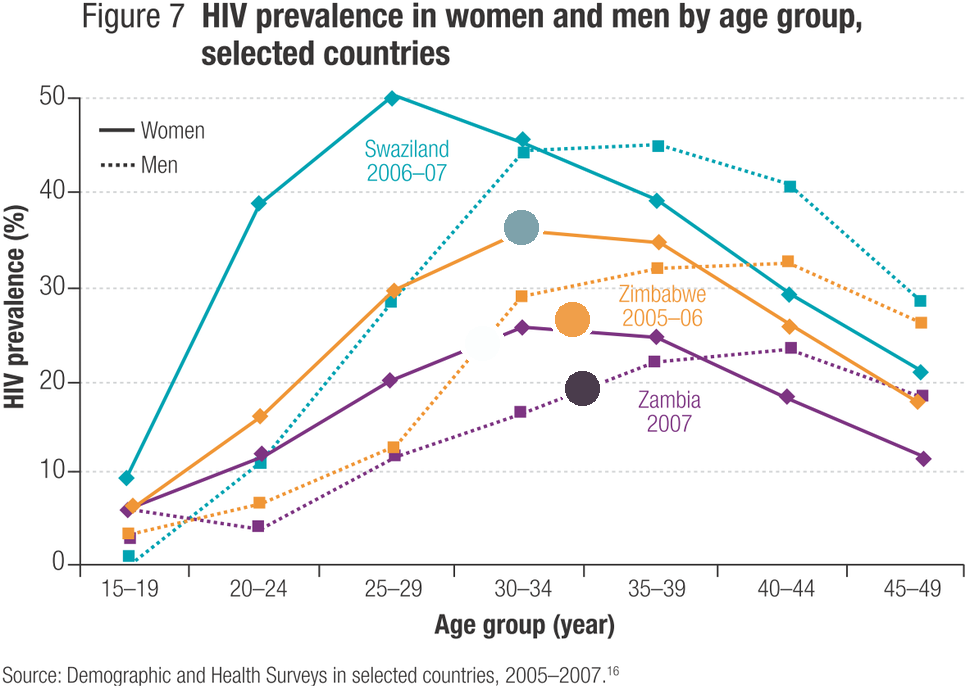 Figure 7 HIV prevalence in women and men by age group,
selected countries
50
40
30
20
10
0
HIV prevalence (%)
Women
Men
Swaziland
2006–07
Zimbabwe
2005–06
Zambia
2007
15–19 20–24 25–29 30–34 35–39 40–44 45–49
Age group (year)
Source: Demographic and Health Surveys in selected countries, 2005–2007.¹⁶